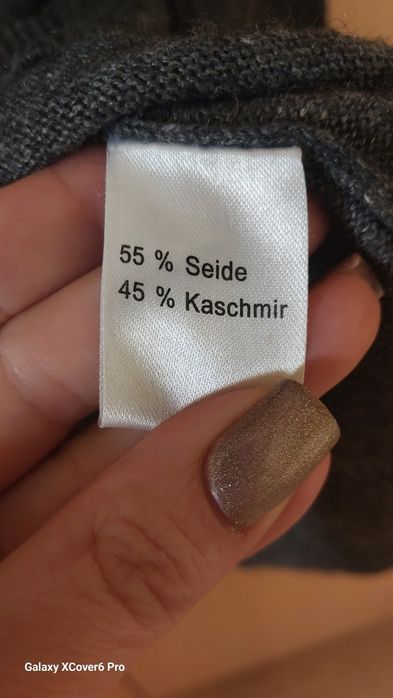 55 % Seide
45 % Kaschmir
Galaxy XCover6 Pro